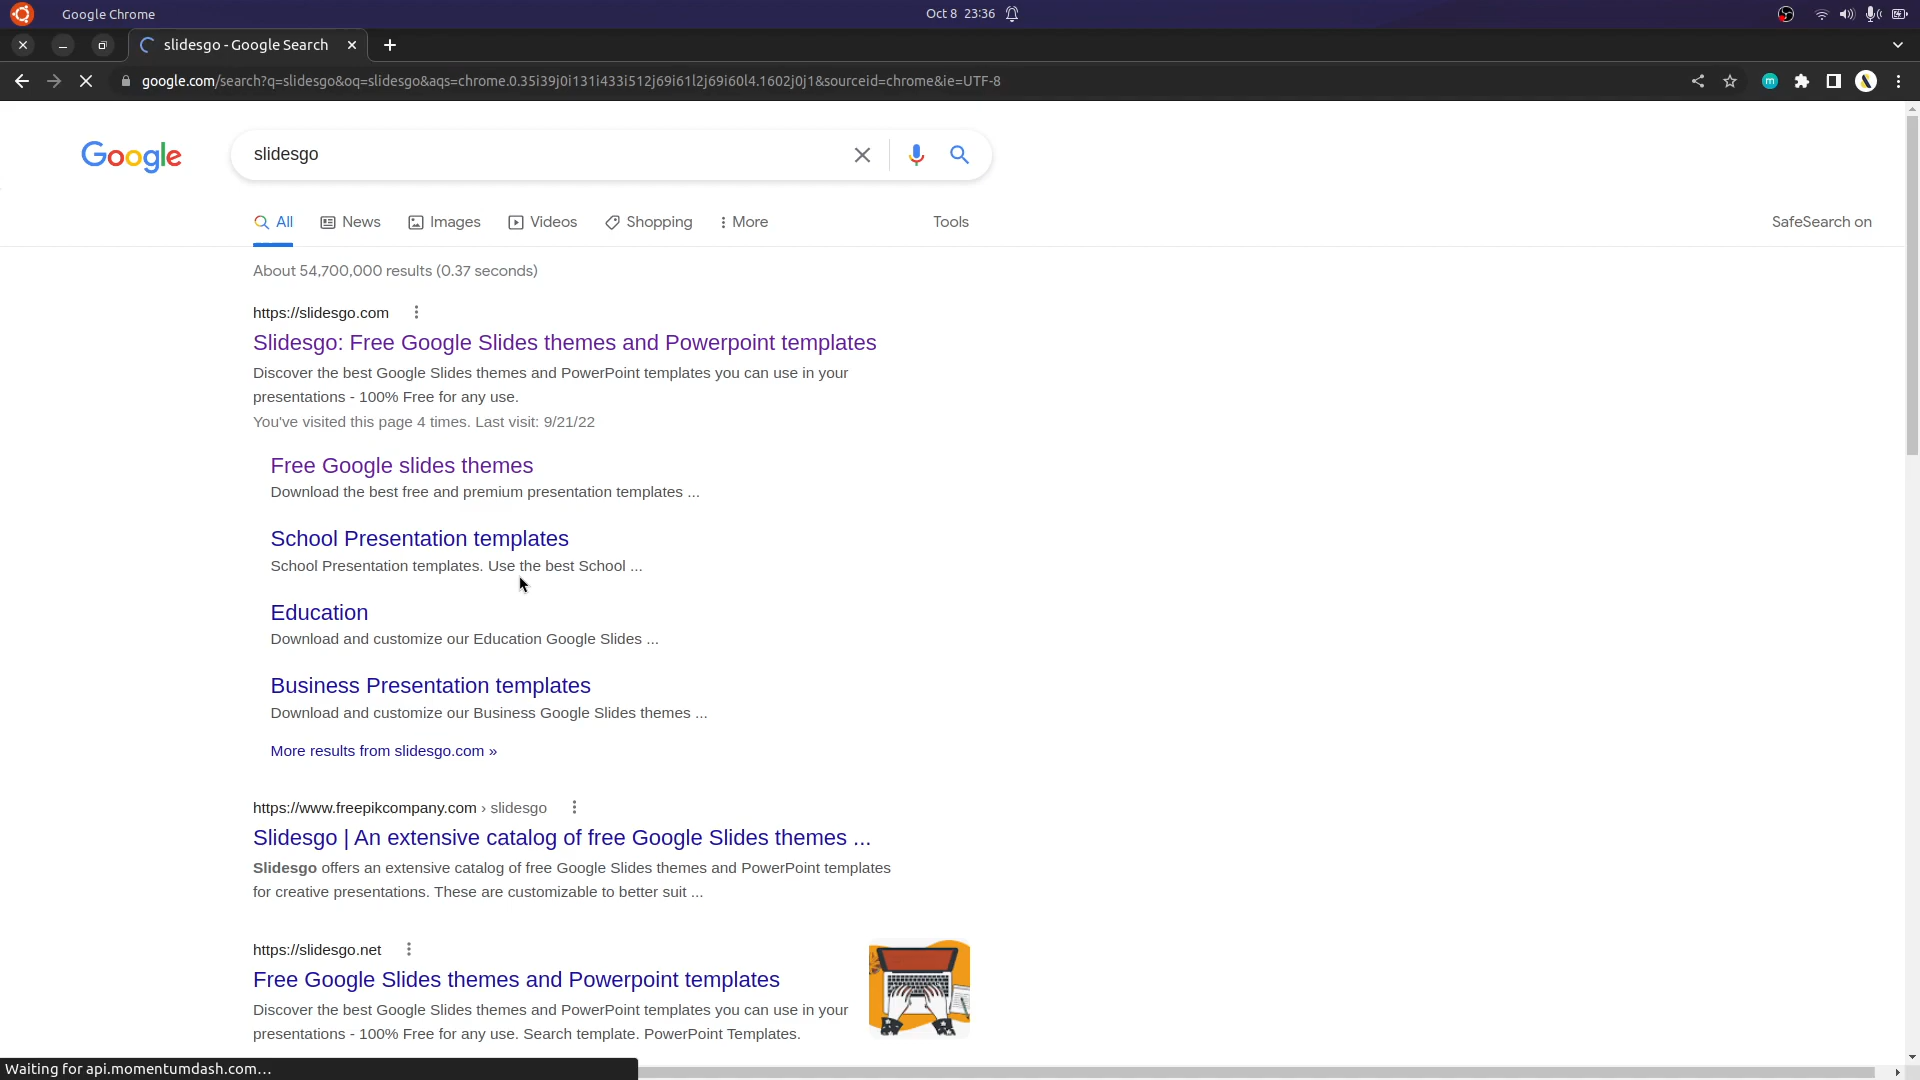 Google Chrome
Oct 8 23:36
slidesgo - Google Search
google.com/search?q=slidesgo&oq=slidesgo&aqs=chrome.0.35i39j0i131i433i512j69i61l2j69i60l4.1602j0j1&sourceid=chrome&ie=UTF-8
m
Google
slidesgo
All News Images Videos Shopping More Tools SafeSearch on
About 54,700,000 results (0.37 seconds)
https://slidesgo.com
Slidesgo: Free Google Slides themes and Powerpoint templates
Discover the best Google Slides themes and PowerPoint templates you can use in your
presentations - 100% Free for any use.
You've visited this page 4 times. Last visit: 9/21/22
Free Google slides themes
Download the best free and premium presentation templates ...
School Presentation templates
School Presentation templates. Use the best School ...
Education
Download and customize our Education Google Slides ...
Business Presentation templates
Download and customize our Business Google Slides themes ...
More results from slidesgo.com »
https://www.freepikcompany.com › slidesgo
Slidesgo | An extensive catalog of free Google Slides themes ...
Slidesgo offers an extensive catalog of free Google Slides themes and PowerPoint templates
for creative presentations. These are customizable to better suit ...
https://slidesgo.net
Free Google Slides themes and Powerpoint templates
Discover the best Google Slides themes and PowerPoint templates you can use in your
presentations - 100% Free for any use. Search template. PowerPoint Templates.
Waiting for api.momentumdash.com...